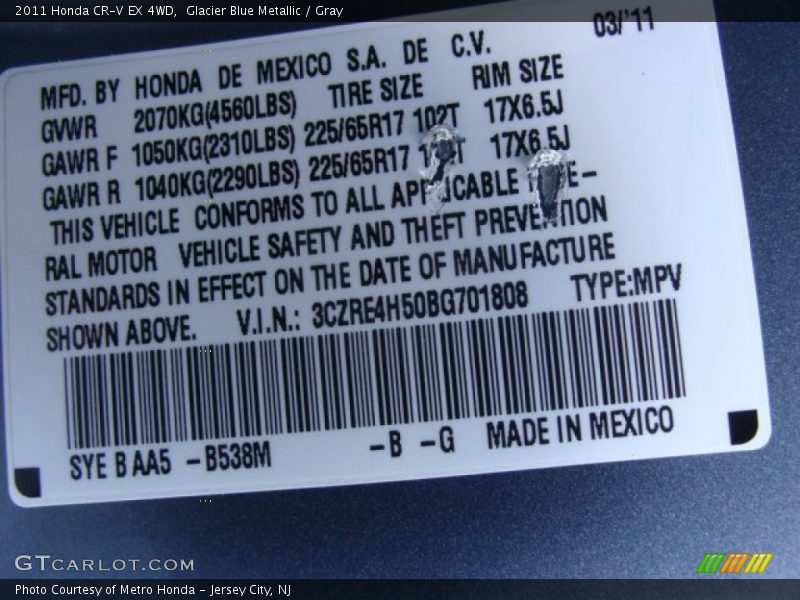 2011 Honda CR-V EX 4WD, Glacier Blue Metallic / Gray
03/'11
MFD. BY HONDA DE MEXICO S.A. DE C.V.
GVWR 2070KG(4560LBS) TIRE SIZE RIM SIZE
GAWR F 1050KG(2310LBS) 225/65R17 102T 17X6.5J
GAWR R 1040KG(2290LBS) 225/65R17 17X6.5J
THIS VEHICLE CONFORMS TO ALL APPLICABLE
RAL MOTOR VEHICLE SAFETY AND THEFT PREVENTION
STANDARDS IN EFFECT ON THE DATE OF MANUFACTURE
SHOWN ABOVE. V.I.N.: 3CZRE4H50BG701808 TYPE:MPV
SYE B AA5 -B538M -B -G MADE IN MEXICO
GTCARLOT.COM
Photo Courtesy of Metro Honda - Jersey City, NJ